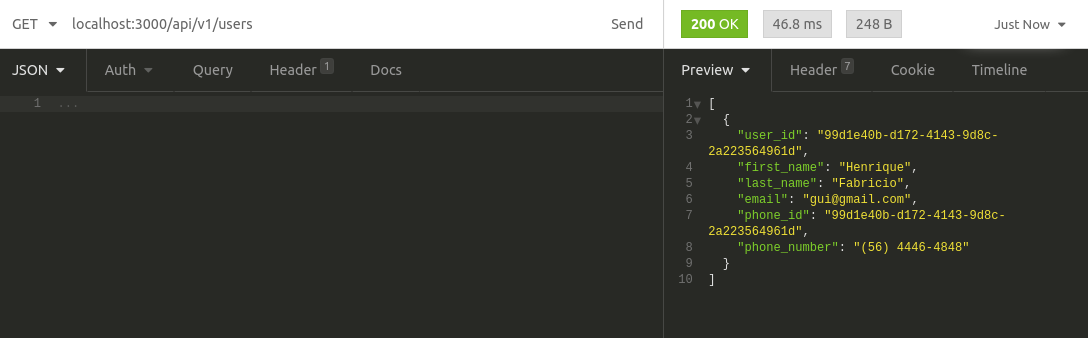 GET localhost:3000/api/v1/users Send 200 OK 46.8 ms 248 B Just Now
JSON Auth Query Header 1 Docs Preview Header 7 Cookie Timeline
1 ...
1 [
2 {
3 "user_id": "99d1e40b-d172-4143-9d8c-
2a223564961d",
4 "first_name": "Henrique",
5 "last_name": "Fabricio",
6 "email": "gui@gmail.com",
7 "phone_id": "99d1e40b-d172-4143-9d8c-
2a223564961d",
8 "phone_number": "(56) 4446-4848"
9 }
10 ]